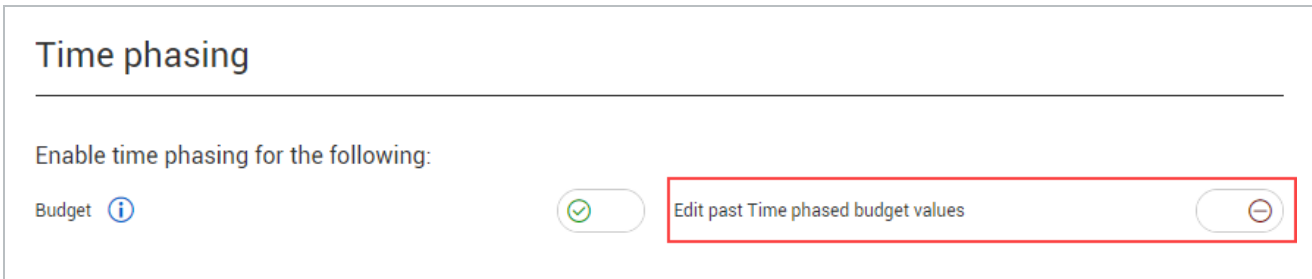 Time phasing
Enable time phasing for the following:
Budget
Edit past Time phased budget values